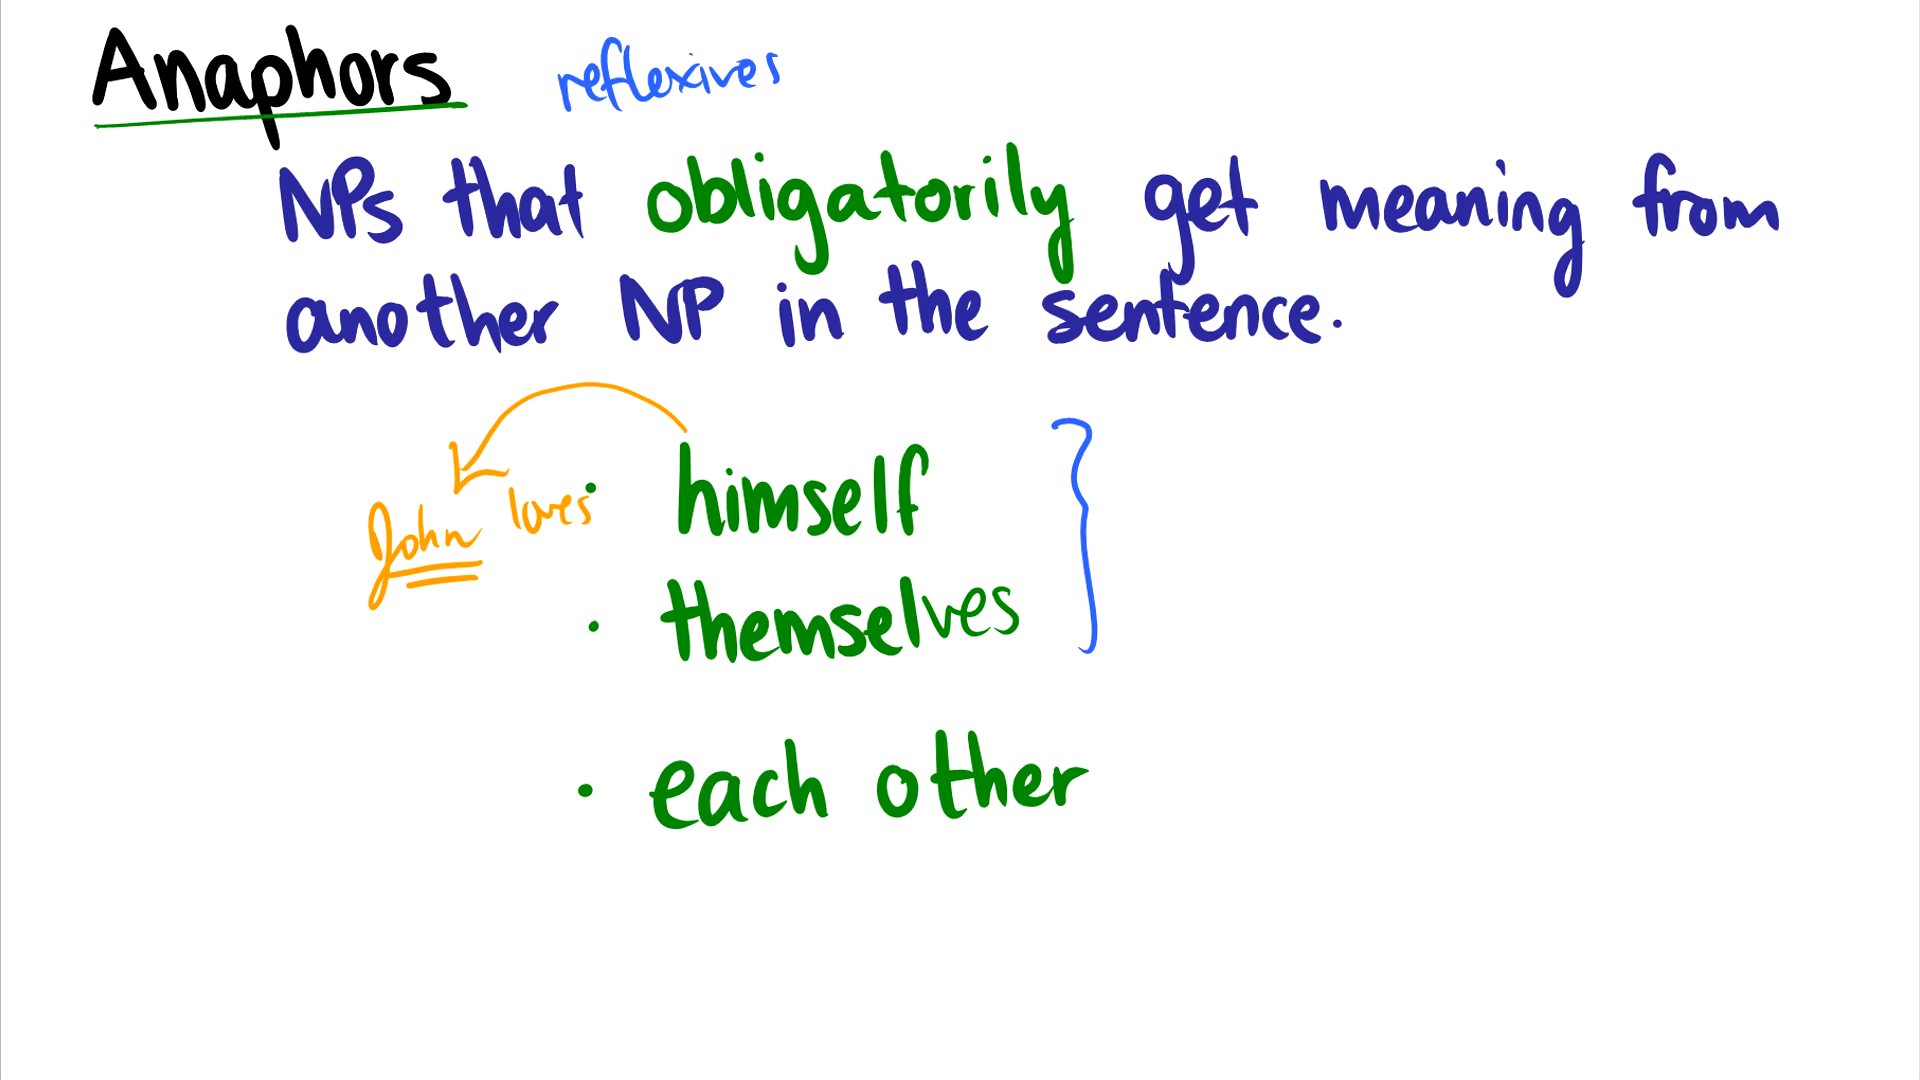 Anaphors reflexives
NPs that obligatorily get meaning from
another NP in the sentence.
John loves · himself
· themselves
· each other